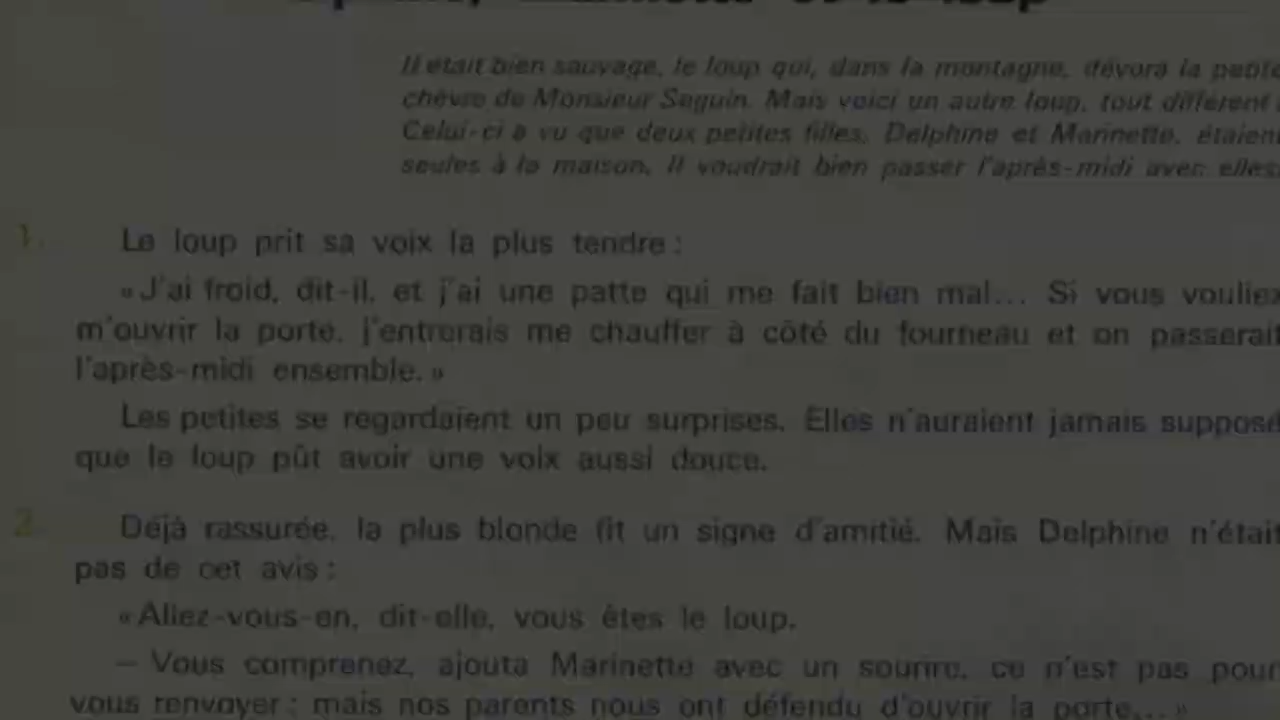 et le loup
Il était bien sauvage, le loup qui, dans la montagne, dévora la petite
chèvre de Monsieur Seguin. Mais voici un autre loup, tout différent.
Celui-ci a vu que deux petites filles, Delphine et Marinette, étaient
seules à la maison. Il voudrait bien passer l'après-midi avec elles.
1. Le loup prit sa voix la plus tendre :
« J'ai froid, dit-il, et j'ai une patte qui me fait bien mal... Si vous vouliez
m'ouvrir la porte, j'entrerais me chauffer à côté du fourneau et on passerait
l'après-midi ensemble. »
Les petites se regardaient un peu surprises. Elles n'auraient jamais supposé
que le loup pût avoir une voix aussi douce.
2. Déjà rassurée, la plus blonde fit un signe d'amitié. Mais Delphine n'était
pas de cet avis :
« Allez-vous-en, dit-elle, vous êtes le loup.
– Vous comprenez, ajouta Marinette avec un sourire, ce n'est pas pour
vous renvoyer ; mais nos parents nous ont défendu d'ouvrir la porte... »